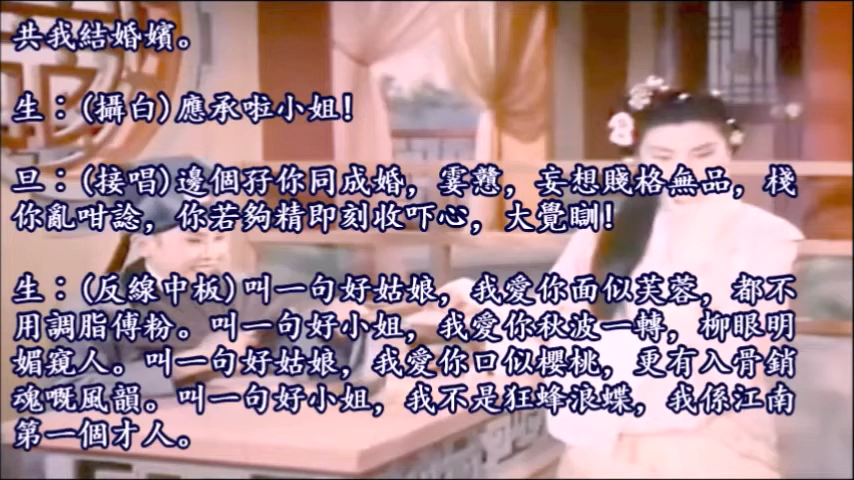 共我結婚嬪。
生：(攝白)應承啦小姐!
旦：(接唱)邊個孖你同成婚，霎戇，妄想賤格無品，棧
你亂咁諗，你若夠精即刻收吓心，大覺瞓!
生：(反線中板)叫一句好姑娘，我愛你面似芙蓉，都不
用調脂傅粉。叫一句好小姐，我愛你秋波一轉，柳眼明
媚窺人。叫一句好姑娘，我愛你口似櫻桃，更有入骨銷
魂嘅風韻。叫一句好小姐，我不是狂蜂浪蝶，我係江南
第一個才人。